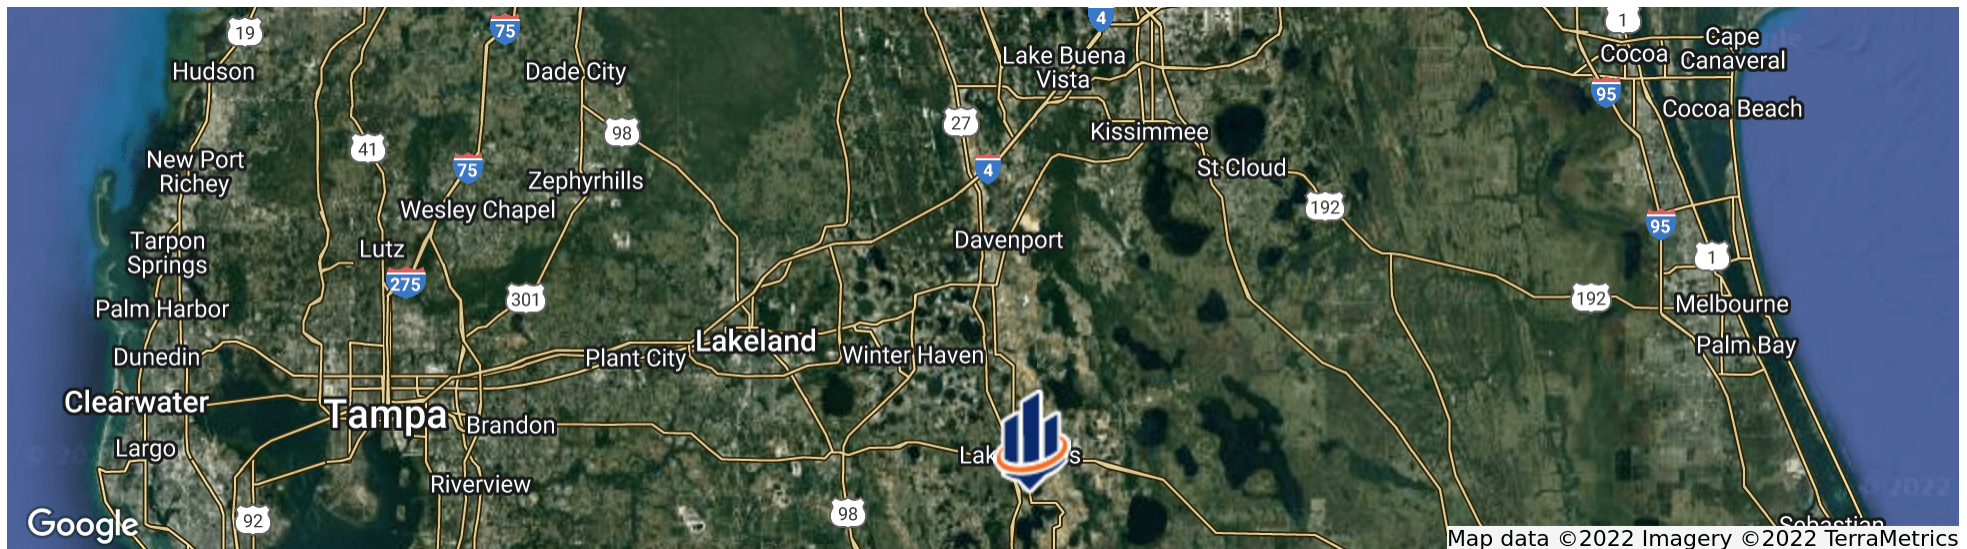 19
75
4
1
Hudson
Dade City
Lake Buena
Vista
Cocoa
Cape
Canaveral
95
Cocoa Beach
41
98
27
Kissimmee
New Port
Richey
75
Zephyrhills
4
St Cloud
Wesley Chapel
192
95
Tarpon
Springs
Lutz
Davenport
1
275
301
192
Palm Harbor
Melbourne
Dunedin
Plant City
Lakeland
Winter Haven
Palm Bay
Clearwater
Tampa
Brandon
Largo
Riverview
92
98
Google
Sebastian
Map data ©2022 Imagery ©2022 TerraMetrics